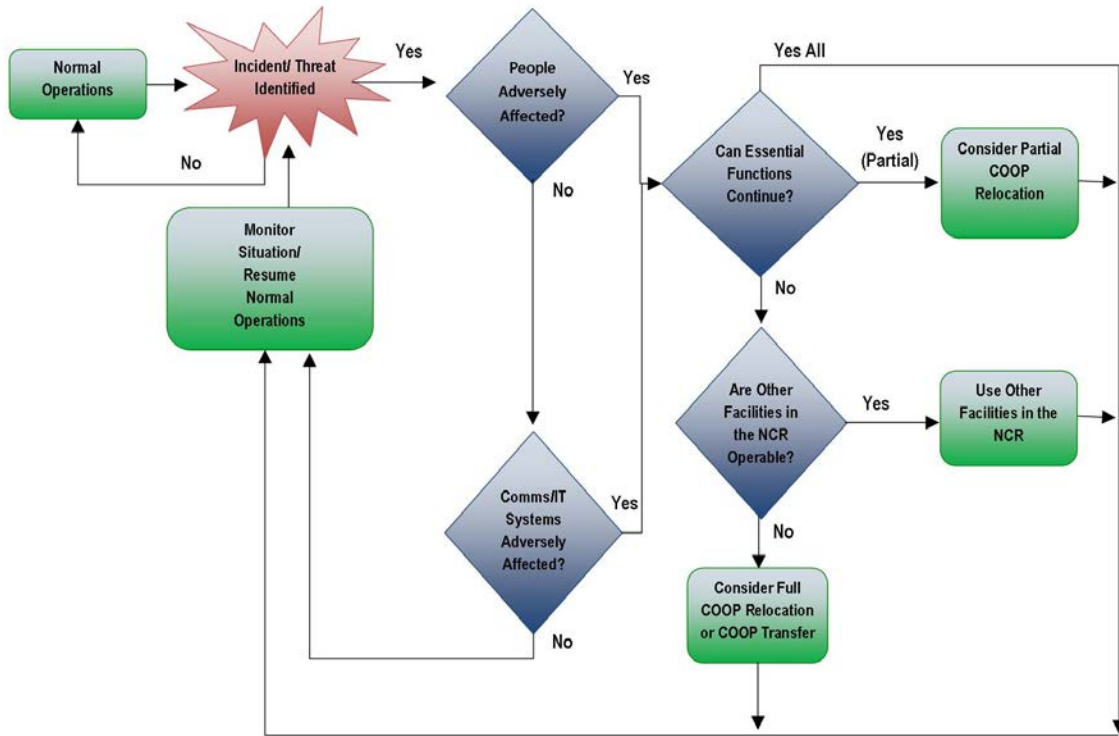 Normal
Operations
Incident/ Threat
Identified
Yes
No
Monitor
Situation/
Resume
Normal
Operations
People
Adversely
Affected?
Yes
No
Comms/IT
Systems
Adversely
Affected?
Yes
No
Can Essential
Functions
Continue?
Yes All
Yes
(Partial)
Consider Partial
COOP
Relocation
No
Are Other
Facilities in
the NCR
Operable?
Yes
Use Other
Facilities in the
NCR
No
Consider Full
COOP Relocation
or COOP Transfer